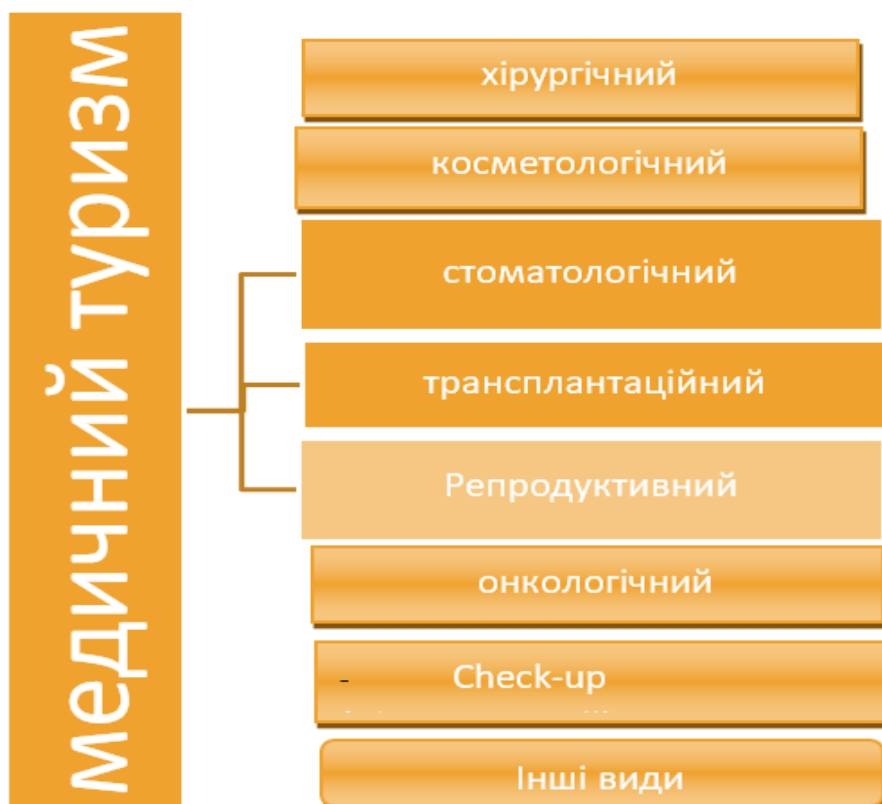 медичний туризм
хірургічний
косметологічний
стоматологічний
трансплантаційний
Репродуктивний
онкологічний
- Check-up
Інші види